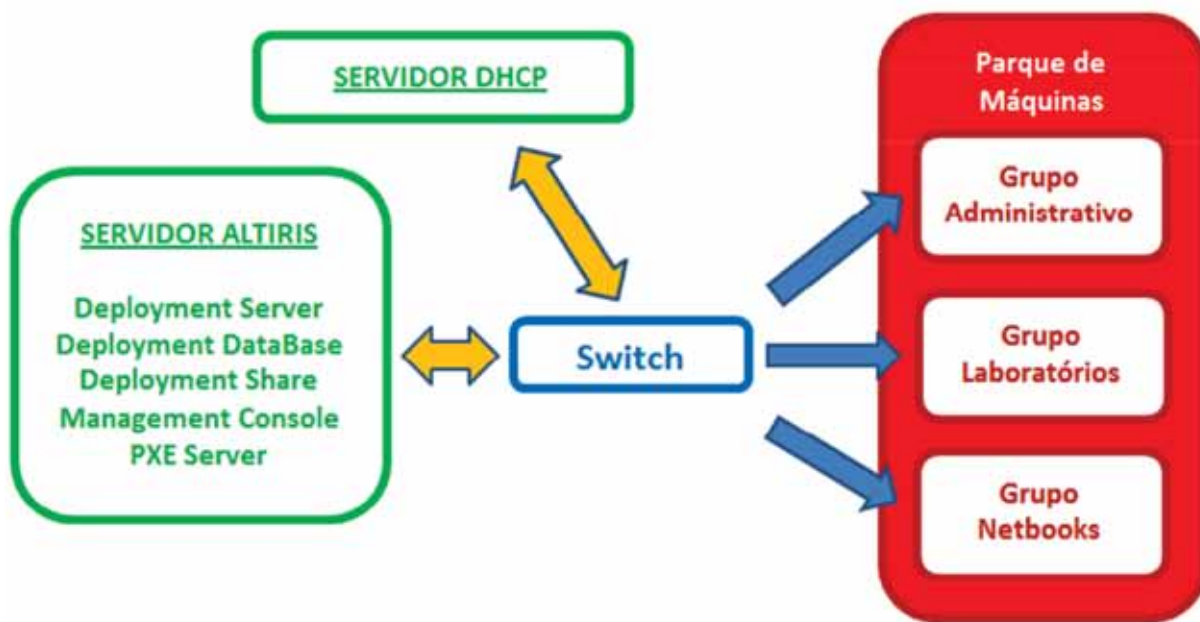 SERVIDOR DHCP
SERVIDOR ALTIRIS
Deployment Server
Deployment DataBase
Deployment Share
Management Console
PXE Server
Switch
Parque de
Máquinas
Grupo
Administrativo
Grupo
Laboratórios
Grupo
Netbooks